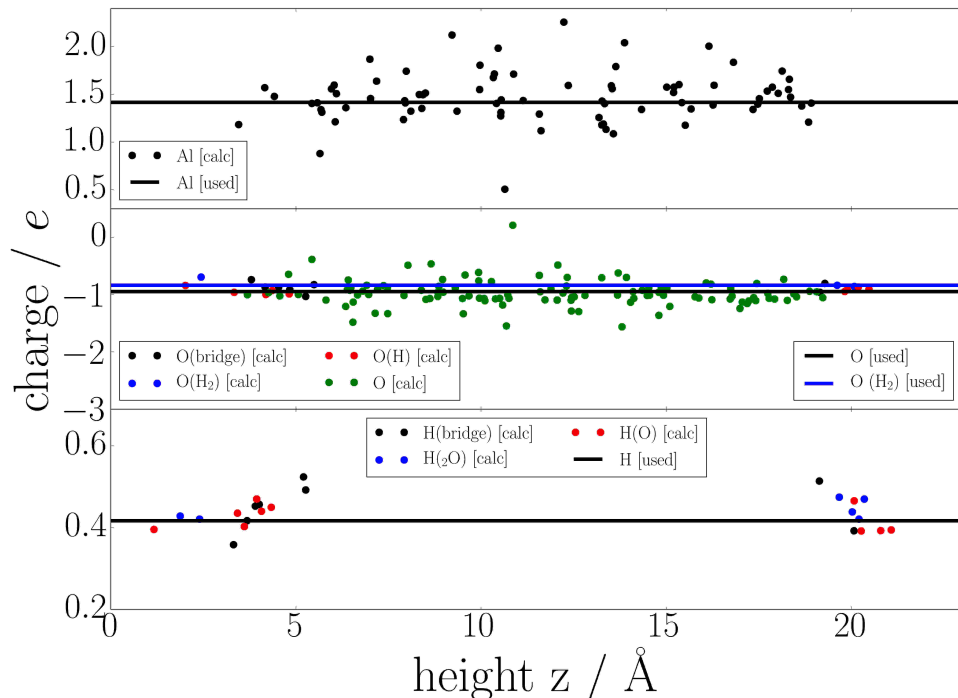 2.0
1.5
1.0
0.5
Al [calc]
Al [used]
0
−1
−2
−3
O(bridge) [calc] O(H) [calc]
O(H₂) [calc] O [calc]
O [used]
O (H₂) [used]
0.6
0.4
0.2
H(bridge) [calc] H(O) [calc]
H(₂O) [calc] H [used]
0 5 10 15 20
charge / e
height z / Å